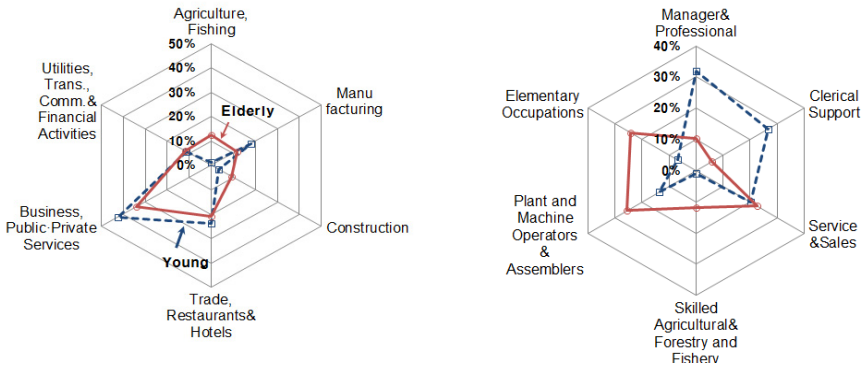 Agriculture,
Fishing
50%
40%
30%
20%
10%
0%
Utilities,
Trans.,
Comm.&
Financial
Activities
Manu
facturing
Elderly
Business,
Public·Private
Services
Construction
Young
Trade,
Restaurants&
Hotels
Manager&
Professional
40%
30%
20%
10%
0%
Elementary
Occupations
Clerical
Support
Plant and
Machine
Operators
&
Assemblers
Service
&Sales
Skilled
Agricultural&
Forestry and
Fishery